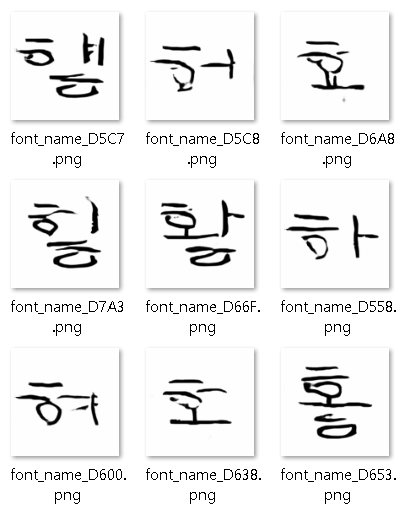 헇 허 효
font_name_D5C7 font_name_D5C8 font_name_D6A8.
.png .png png
힣 홯 하
font_name_D7A3 font_name_D66F. font_name_D558.
.png png png
혀 호 홓
font_name_D600. font_name_D638. font_name_D653.
png png png